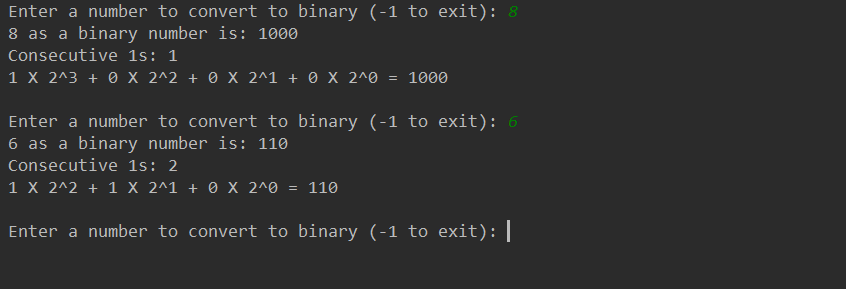 Enter a number to convert to binary (-1 to exit): 8
8 as a binary number is: 1000
Consecutive 1s: 1
1 X 2^3 + 0 X 2^2 + 0 X 2^1 + 0 X 2^0 = 1000
Enter a number to convert to binary (-1 to exit): 6
6 as a binary number is: 110
Consecutive 1s: 2
1 X 2^2 + 1 X 2^1 + 0 X 2^0 = 110
Enter a number to convert to binary (-1 to exit):